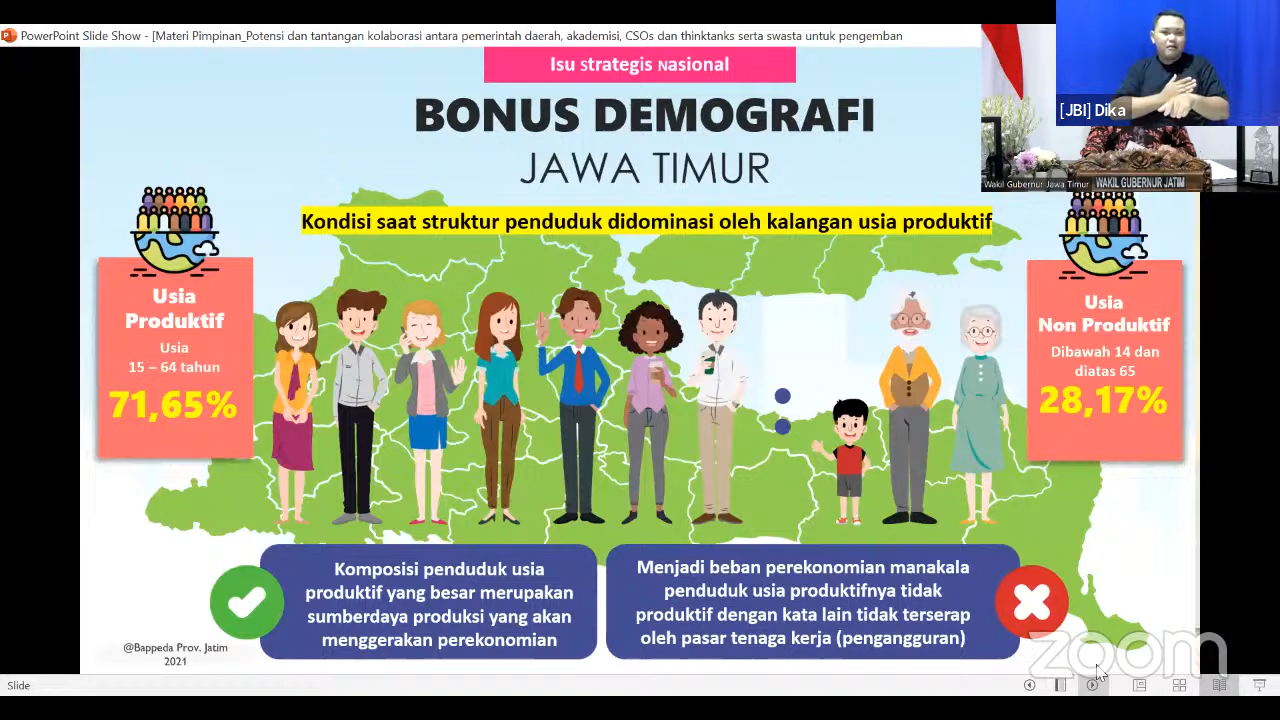 PowerPoint Slide Show - [Materi Pimpinan_Potensi dan tantangan kolaborasi antara pemerintah daerah, akademisi, CSOs dan thinktanks serta swasta untuk pengemban
Isu Strategis Nasional
BONUS DEMOGRAFI
JAWA TIMUR
[JBI] Dika
Wakil Gubernur Jawa Timur
WAKIL GUBERNUR JATIM
Kondisi saat struktur penduduk didominasi oleh kalangan usia produktif
Usia
Produktif
Usia
15 – 64 tahun
71,65%
Usia
Non Produktif
Dibawah 14 dan
diatas 65
28,17%
Komposisi penduduk usia
produktif yang besar merupakan
sumberdaya produksi yang akan
menggerakan perekonomian
Menjadi beban perekonomian manakala
penduduk usia produktifnya tidak
produktif dengan kata lain tidak terserap
oleh pasar tenaga kerja (pengangguran)
@Bappeda Prov. Jatim
2021
zoom
Slide